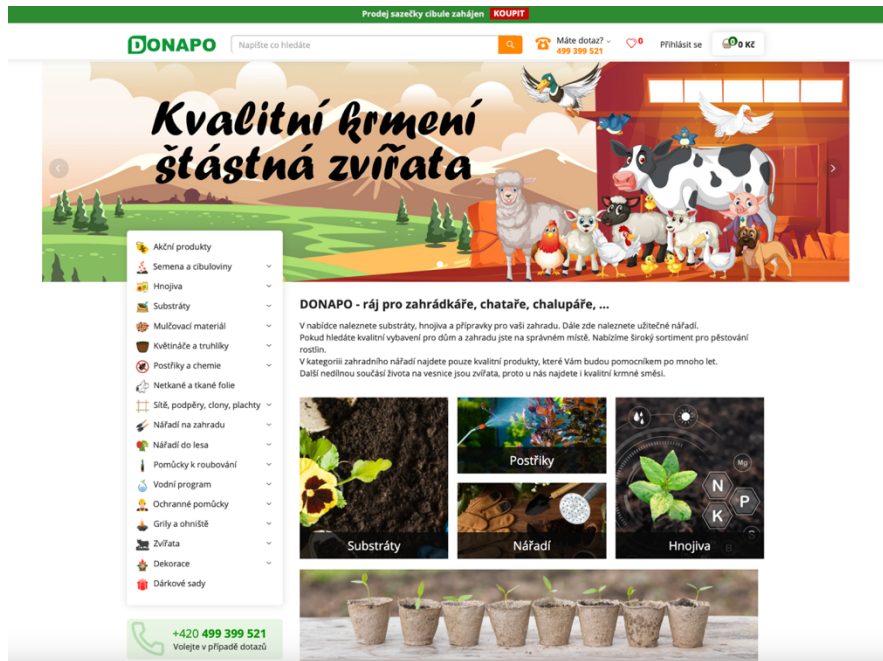 Prodej sazečky cibule zahájen KOUPIT
DONAPO
Napište co hledáte
Máte dotaz?
499 399 521
0
Přihlásit se
0
0 Kč
Kvalitní krmení
štástná zvířata
Akční produkty
Semena a cibuloviny
Hnojiva
Substráty
Mulčovací materiál
Květináče a truhlíky
Postřiky a chemie
Netkané a tkané folie
Sítě, podpěry, clony, plachty
Nářadí na zahradu
Nářadí do lesa
Pomůcky k roubování
Vodní program
Ochranné pomůcky
Grily a ohniště
Zvířata
Dekorace
Dárkové sady
+420 499 399 521
Volejte v případě dotazů
DONAPO - ráj pro zahrádkáře, chataře, chalupáře, ...
V nabídce naleznete substráty, hnojiva a přípravky pro vaši zahradu. Dále zde naleznete užitečné nářadí.
Pokud hledáte kvalitní vybavení pro dům a zahradu jste na správném místě. Nabízíme široký sortiment pro pěstování
rostlin.
V kategoriii zahradního nářadí najdete pouze kvalitní produkty, které Vám budou pomocníkem po mnoho let.
Další nedílnou součásí života na vesnice jsou zvířata, proto u nás najdete i kvalitní krmné směsi.
Substráty
Postřiky
Nářadí
Mg
N
P
K
S
B
Hnojiva